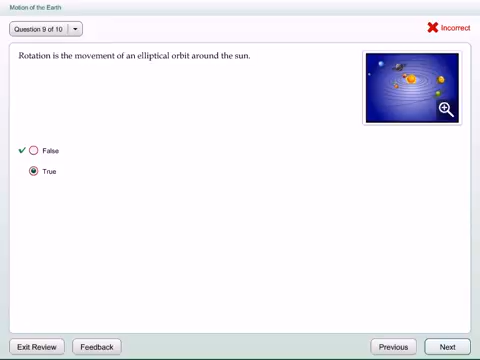 Motion of the Earth
Question 9 of 10
Incorrect
Rotation is the movement of an elliptical orbit around the sun.
False
True
Exit Review
Feedback
Previous
Next